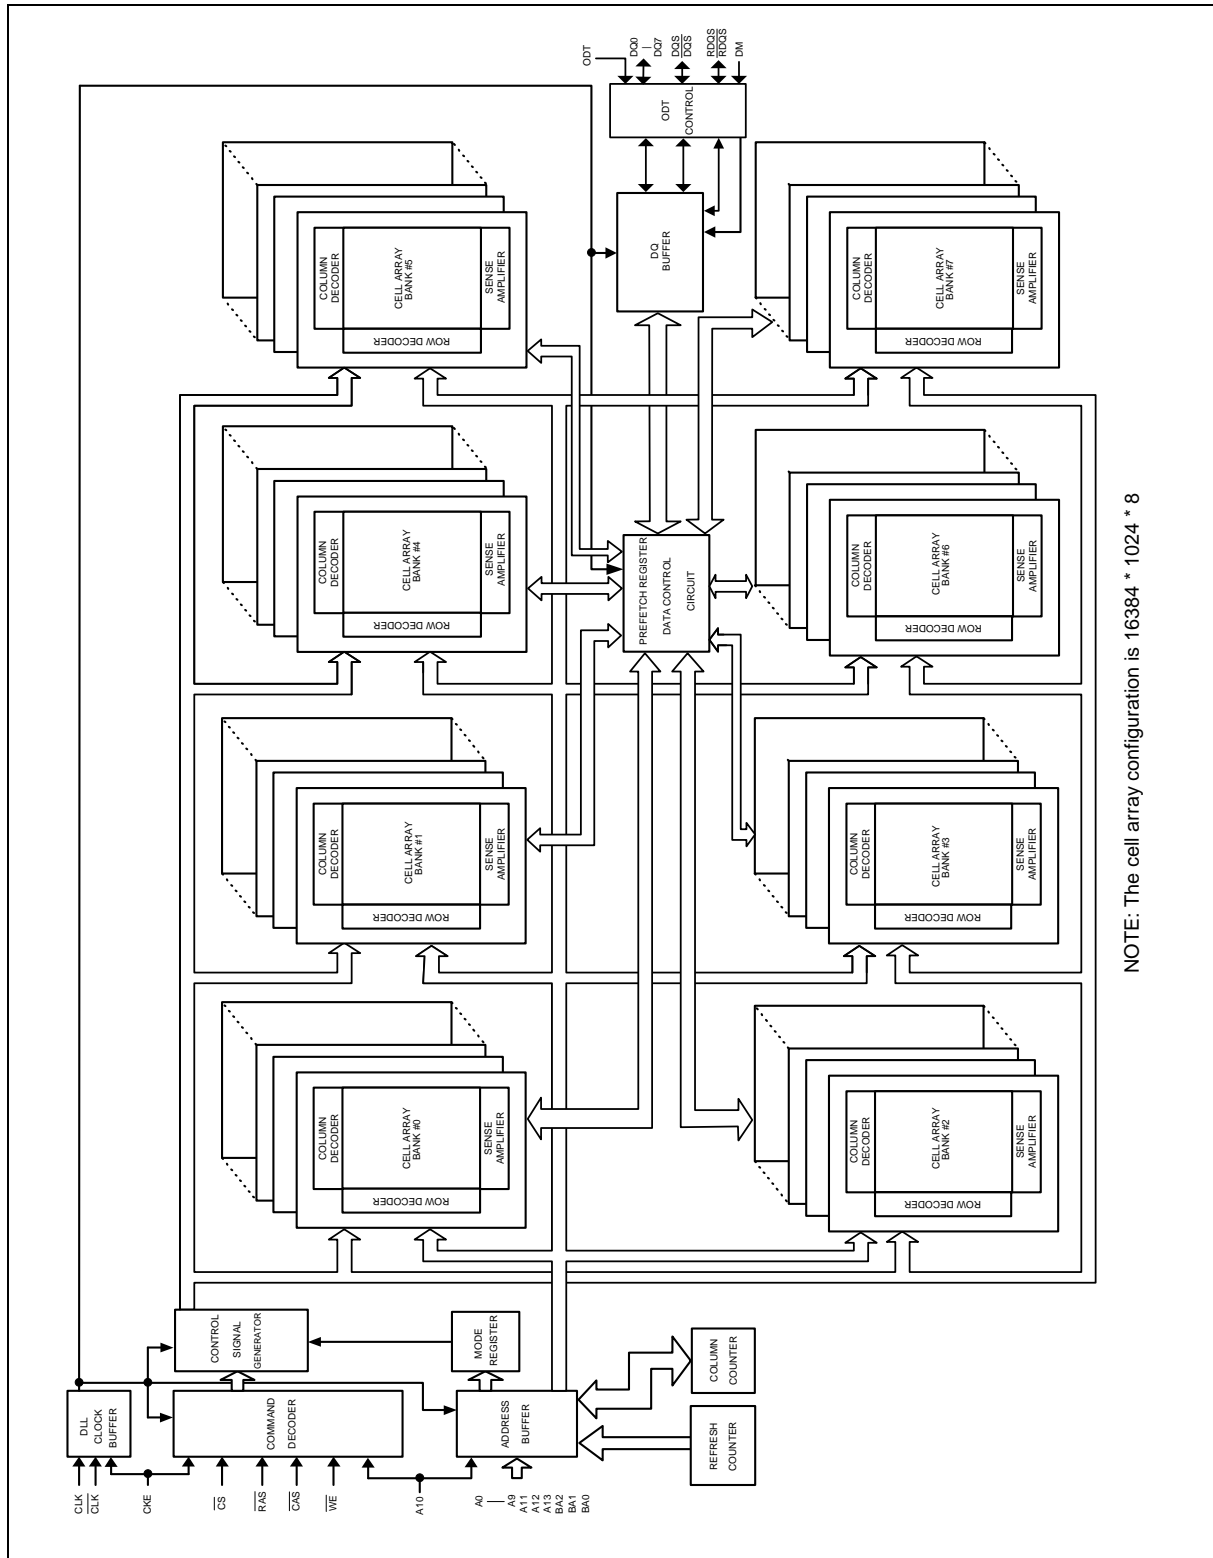 CLK
CLK
CKE
CS
RAS
CAS
WE
A10
A0
A9
A11
A12
A13
BA2
BA1
BA0
DLL
CLOCK
BUFFER
COMMAND
DECODER
ADDRESS
BUFFER
REFRESH
COUNTER
COLUMN
COUNTER
CONTROL
SIGNAL
GENERATOR
MODE
REGISTER
COLUMN
DECODER
CELL ARRAY
BANK #0
SENSE
AMPLIFIER
ROW DECODER
COLUMN
DECODER
CELL ARRAY
BANK #1
SENSE
AMPLIFIER
ROW DECODER
COLUMN
DECODER
CELL ARRAY
BANK #4
SENSE
AMPLIFIER
ROW DECODER
COLUMN
DECODER
CELL ARRAY
BANK #5
SENSE
AMPLIFIER
ROW DECODER
COLUMN
DECODER
CELL ARRAY
BANK #2
SENSE
AMPLIFIER
ROW DECODER
COLUMN
DECODER
CELL ARRAY
BANK #3
SENSE
AMPLIFIER
ROW DECODER
COLUMN
DECODER
CELL ARRAY
BANK #6
SENSE
AMPLIFIER
ROW DECODER
COLUMN
DECODER
CELL ARRAY
BANK #7
SENSE
AMPLIFIER
ROW DECODER
PREFETCH REGISTER
DATA CONTROL
CIRCUIT
DQ
BUFFER
ODT
CONTROL
ODT
DQ0
DQ7
DQS
DQS
RDQS
RDQS
DM
NOTE: The cell array configuration is 16384 * 1024 * 8